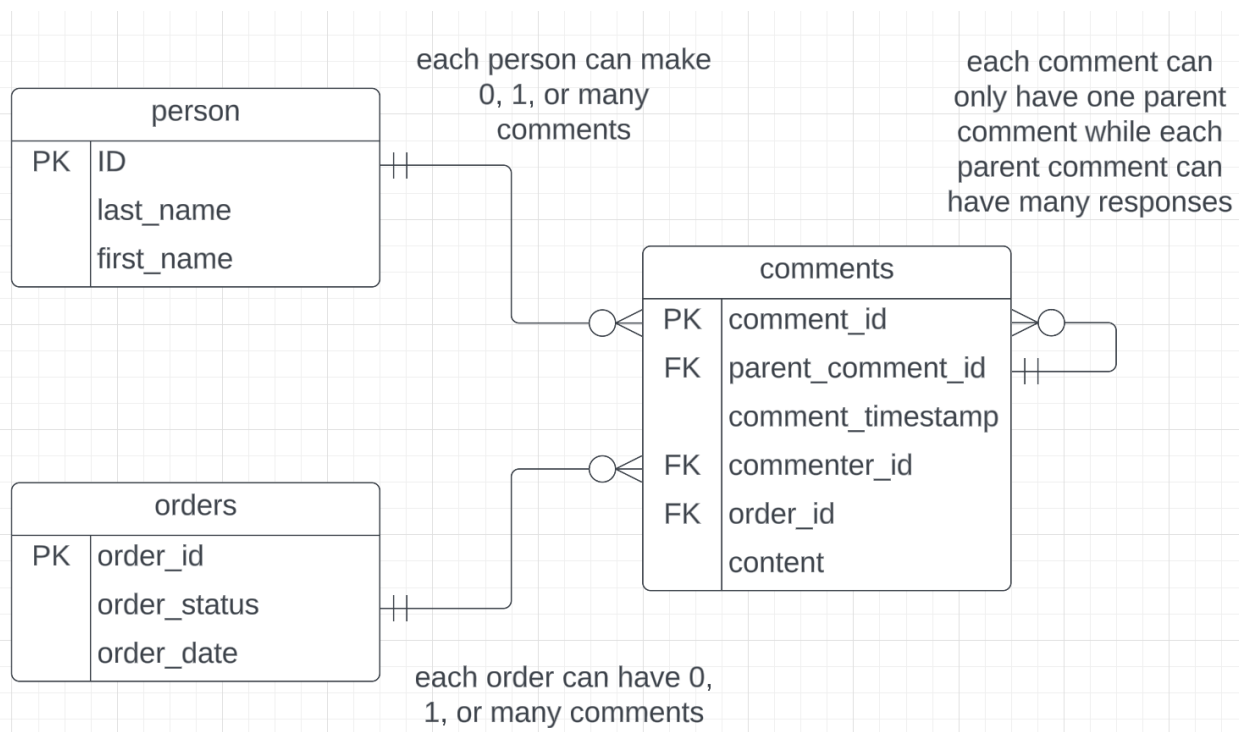 each person can make
0, 1, or many
comments
each comment can
only have one parent
comment while each
parent comment can
have many responses
person
PK ID
last_name
first_name
comments
PK comment_id
FK parent_comment_id
comment_timestamp
FK commenter_id
FK order_id
content
orders
PK order_id
order_status
order_date
each order can have 0,
1, or many comments